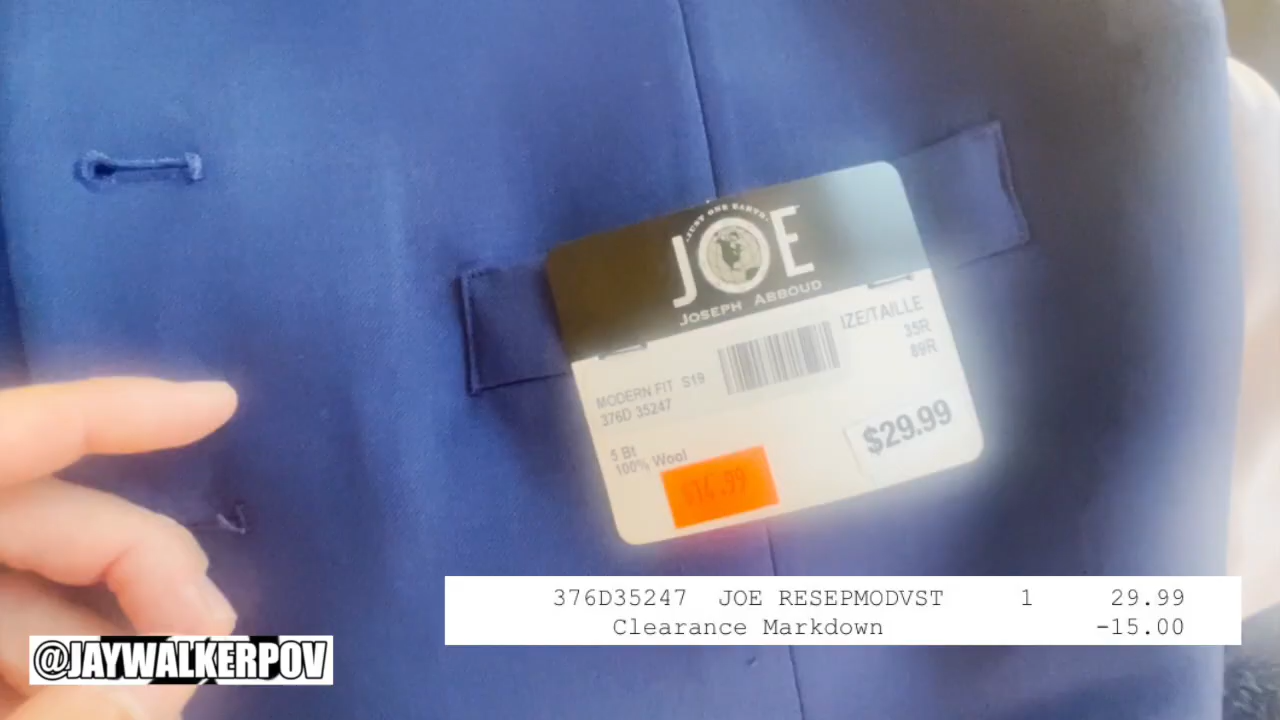 JUST ONE EARTH
JOE
JOSEPH ABBOUD
IZE/TAILLE
35R
89R
MODERN FIT S19
376D 35247
5 Bt
100% Wool
$29.99
376D35247 JOE RESEPMODVST 1 29.99
Clearance Markdown -15.00
@JAYWALKERPOV